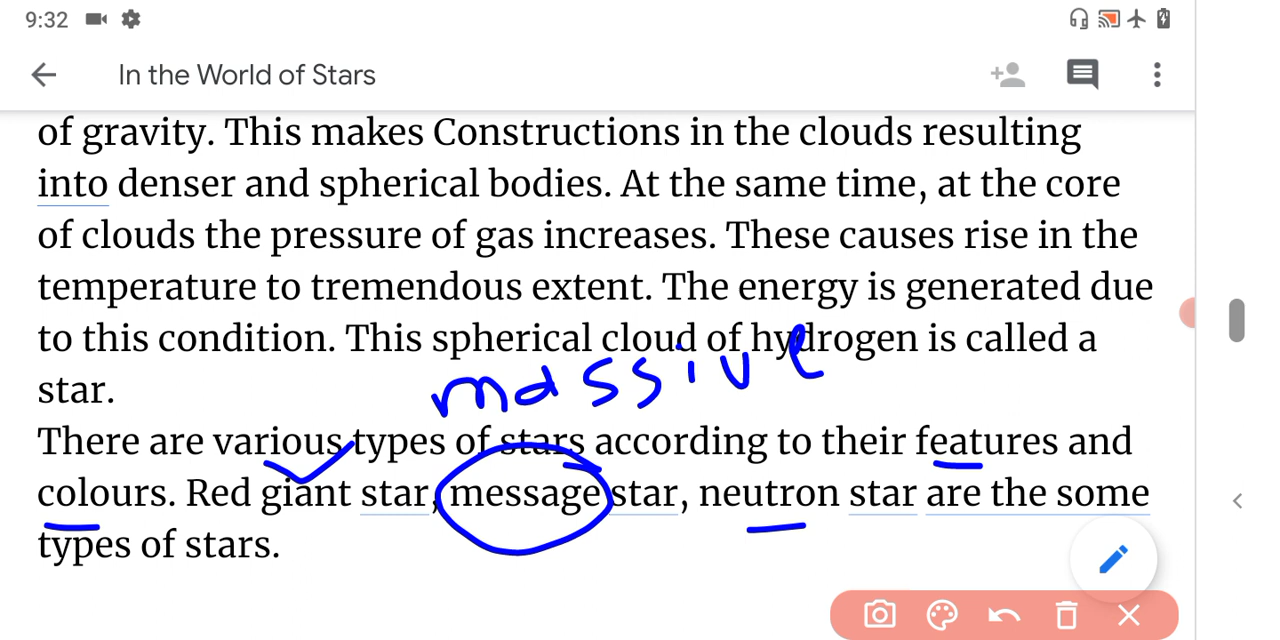 9:32
In the World of Stars
of gravity. This makes Constructions in the clouds resulting
into denser and spherical bodies. At the same time, at the core
of clouds the pressure of gas increases. These causes rise in the
temperature to tremendous extent. The energy is generated due
to this condition. This spherical cloud of hydrogen is called a
star.
massive
There are various types of stars according to their features and
colours. Red giant star, message star, neutron star are the some
types of stars.